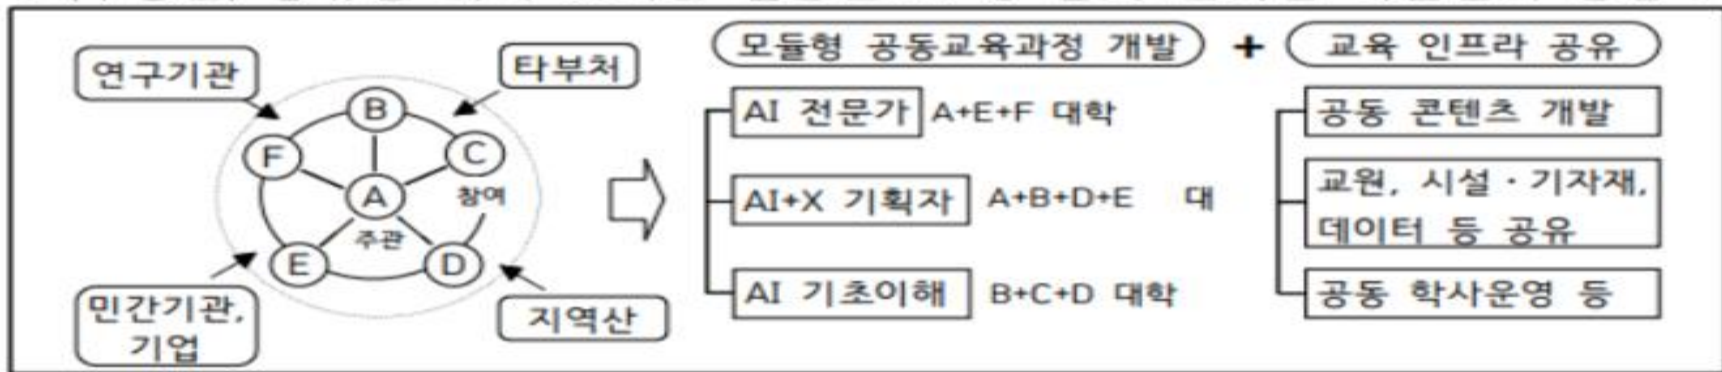 연구기관
타부처
B
F
C
A
참여
주관
E
D
민간기관,
기업
지역산
모듈형 공동교육과정 개발 + 교육 인프라 공유
AI 전문가 A+E+F 대학
AI+X 기획자 A+B+D+E 대
AI 기초이해 B+C+D 대학
공동 콘텐츠 개발
교원, 시설·기자재,
데이터 등 공유
공동 학사운영 등